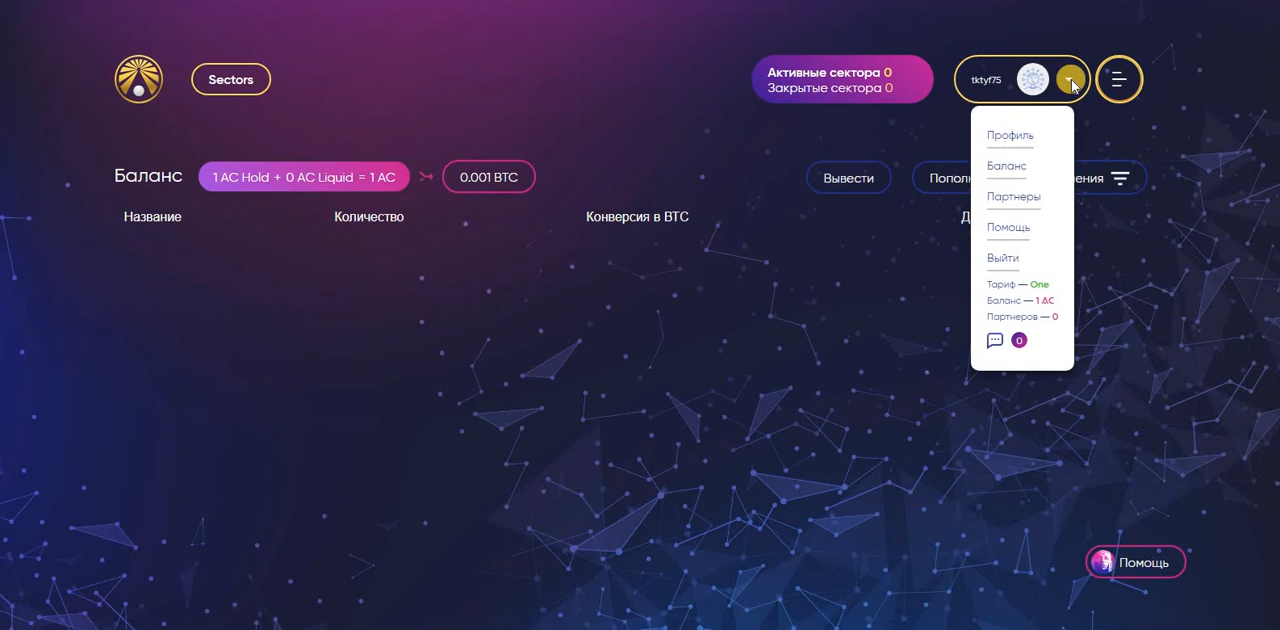 Sectors
Активные сектора 0
Закрытые сектора 0
tktyf75
Баланс
1 AC Hold + 0 AC Liquid = 1 AC
0.001 BTC
Вывести
Пополн
ения
Название
Количество
Конверсия в BTC
Д
Профиль
Баланс
Партнеры
Помощь
Выйти
Тариф — One
Баланс — 1 AC
Партнеров — 0
0
Помощь